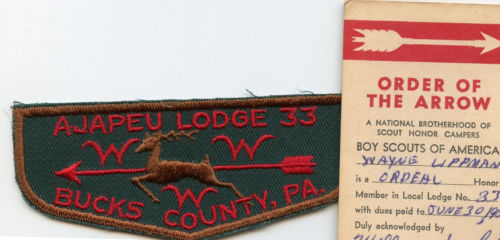 AJAPEU LODGE 33
W W
W
BUCKS COUNTY, PA.
ORDER OF
THE ARROW
A NATIONAL BROTHERHOOD OF
SCOUT HONOR CAMPERS
BOY SCOUTS OF AMERICA
WAYNE LIPPMAN
is a ORDEAL Honor
Member in Local Lodge No. 33
with dues paid to JUNE 30
Duly acknowledged by